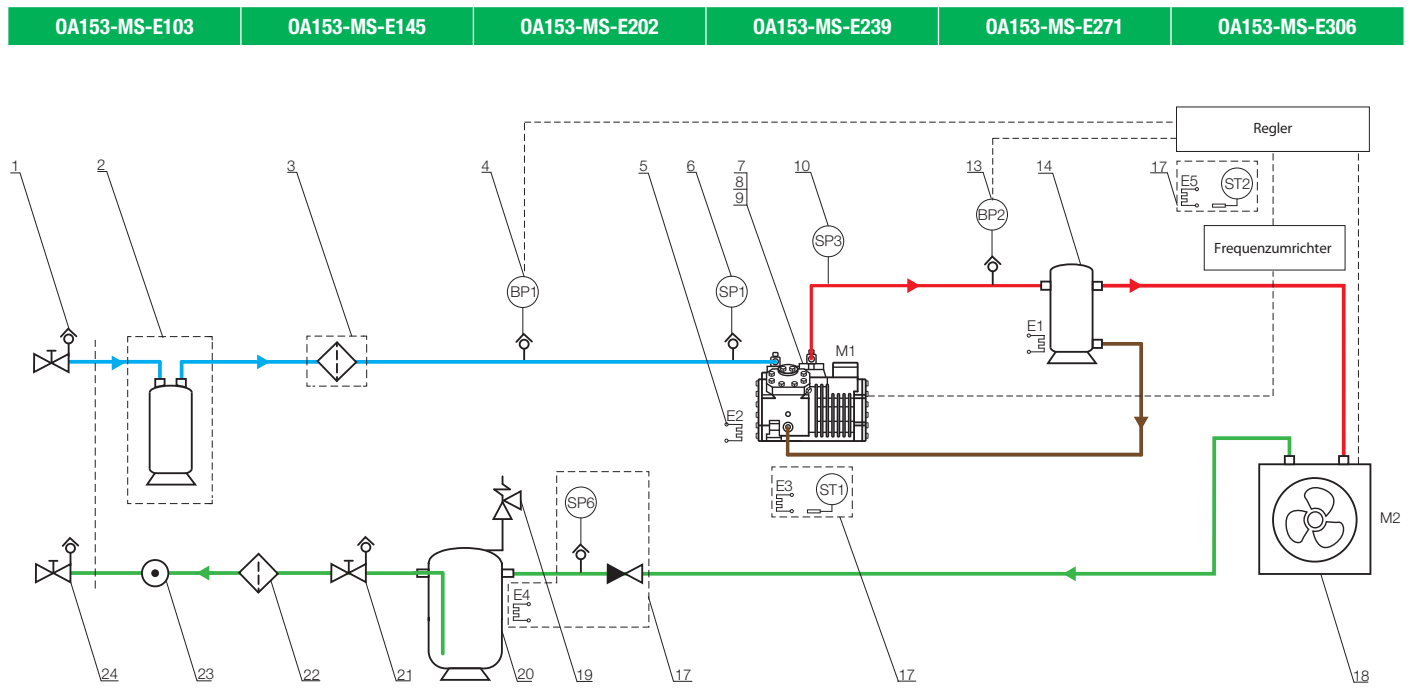 OA153-MS-E103 OA153-MS-E145 OA153-MS-E202 OA153-MS-E239 OA153-MS-E271 OA153-MS-E306
Regler
1 2 3 4 5 6 7 10 13 14 17
8
9
E5 ST2
BP2
SP3
Frequenzumrichter
BP1 SP1
E1
M1
E2
E3 ST1
SP6
M2
E4
24 23 22 21 20 19 17 17 18